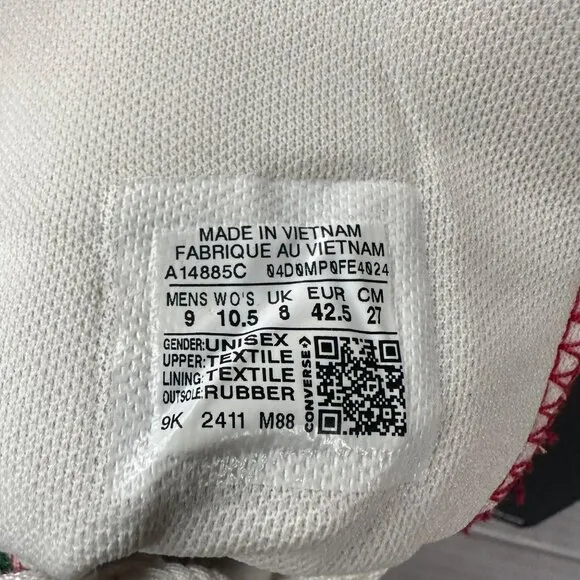 MADE IN VIETNAM
FABRIQUE AU VIETNAM
A14885C 04D0MP0FE4024
MENS WO'S UK EUR CM
9 10.5 8 42.5 27
GENDER: UNISEX
UPPER: TEXTILE
LINING: TEXTILE
OUTSOLE: RUBBER
CONVERSE
9K 2411 M88